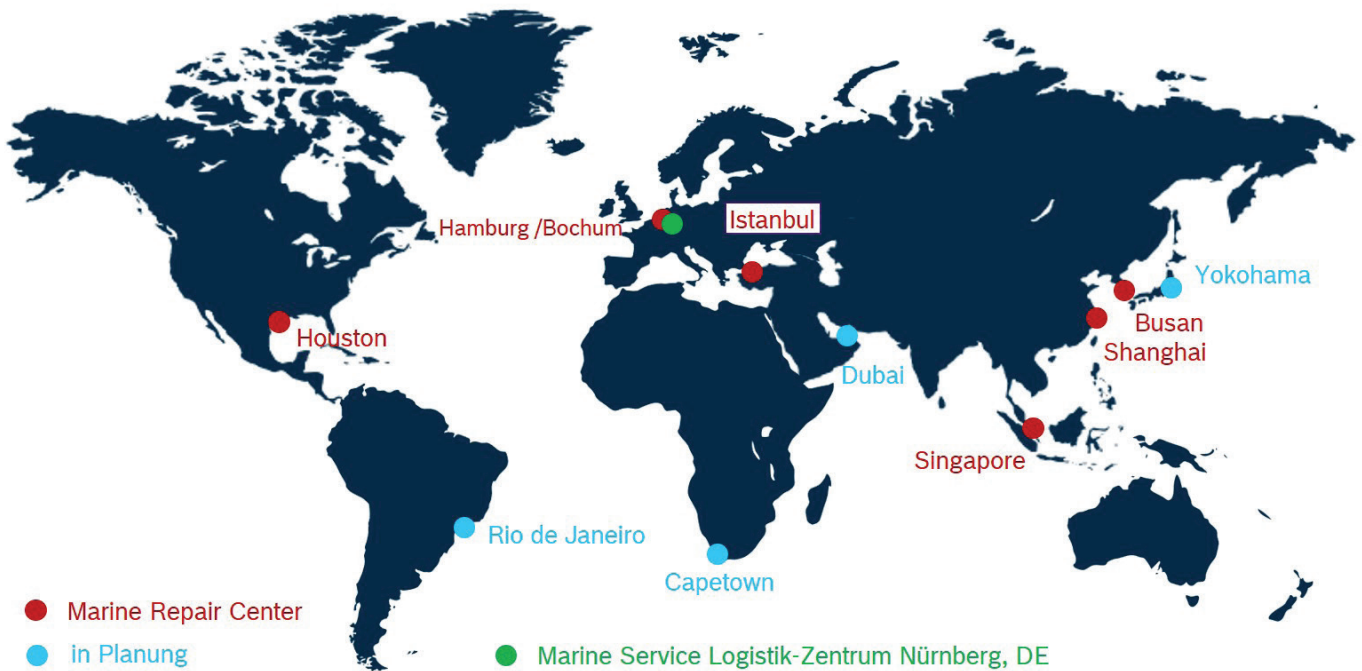 Hamburg /Bochum
Istanbul
Yokohama
Houston
Busan
Shanghai
Dubai
Singapore
Rio de Janeiro
Capetown
Marine Repair Center
in Planung
Marine Service Logistik-Zentrum Nürnberg, DE